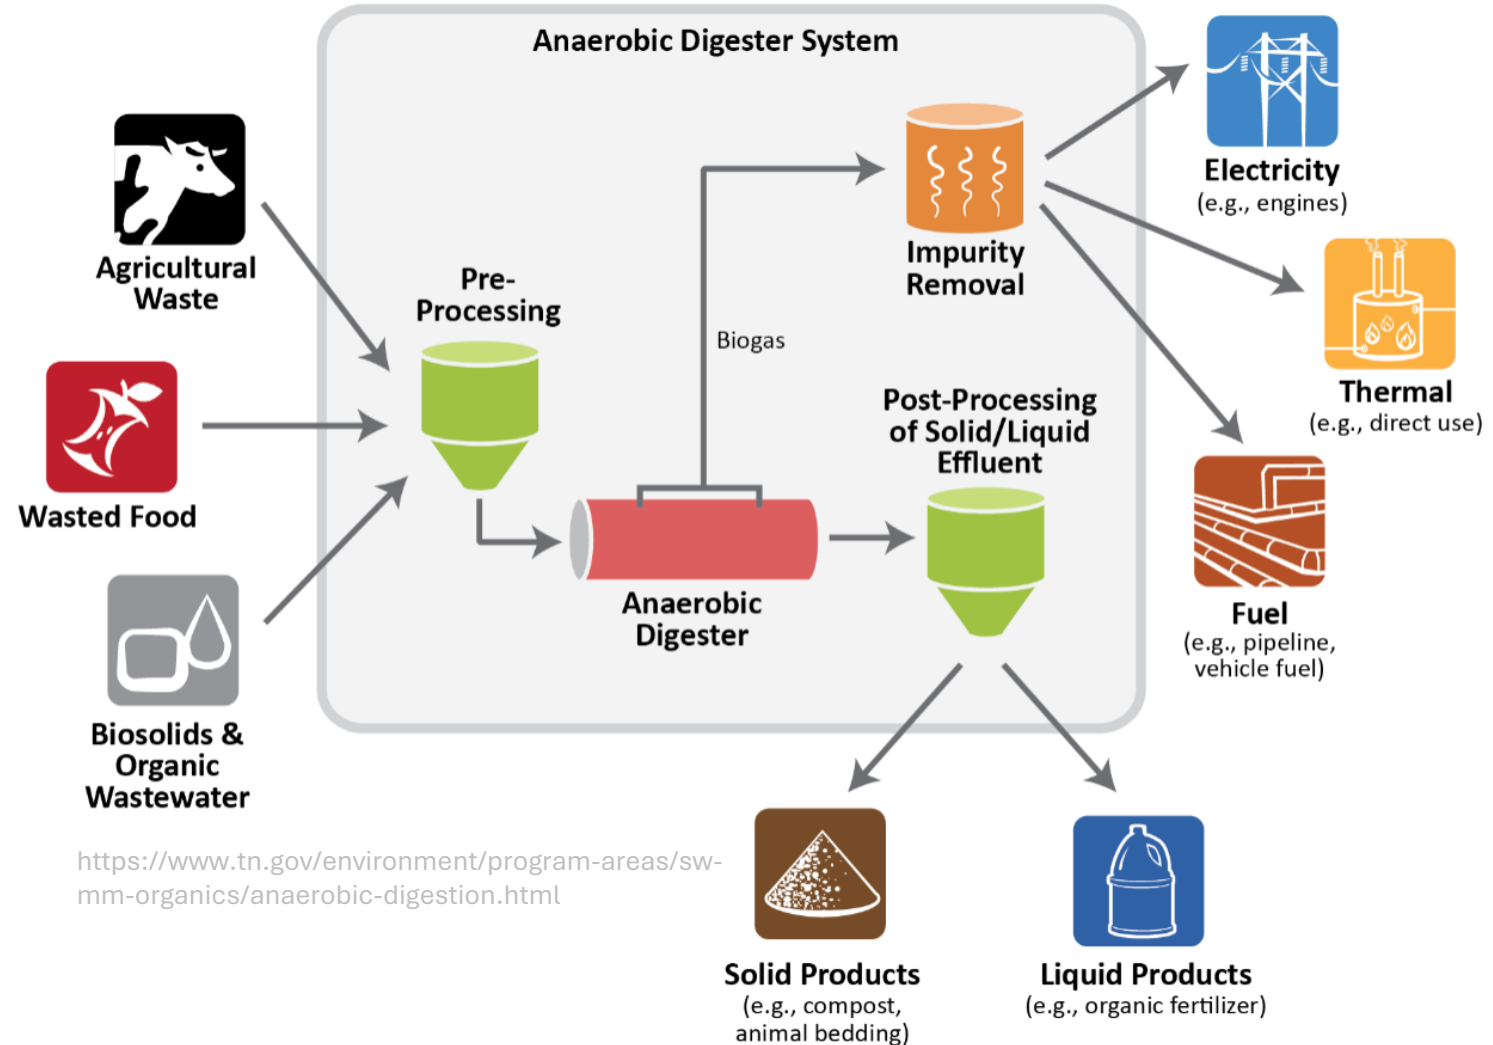 Anaerobic Digester System
Agricultural
Waste
Wasted Food
Biosolids &
Organic
Wastewater
Pre-
Processing
Anaerobic
Digester
Biogas
Impurity
Removal
Post-Processing
of Solid/Liquid
Effluent
Electricity
(e.g., engines)
Thermal
(e.g., direct use)
Fuel
(e.g., pipeline,
vehicle fuel)
Solid Products
(e.g., compost,
animal bedding)
Liquid Products
(e.g., organic fertilizer)
https://www.tn.gov/environment/program-areas/sw-
mm-organics/anaerobic-digestion.html